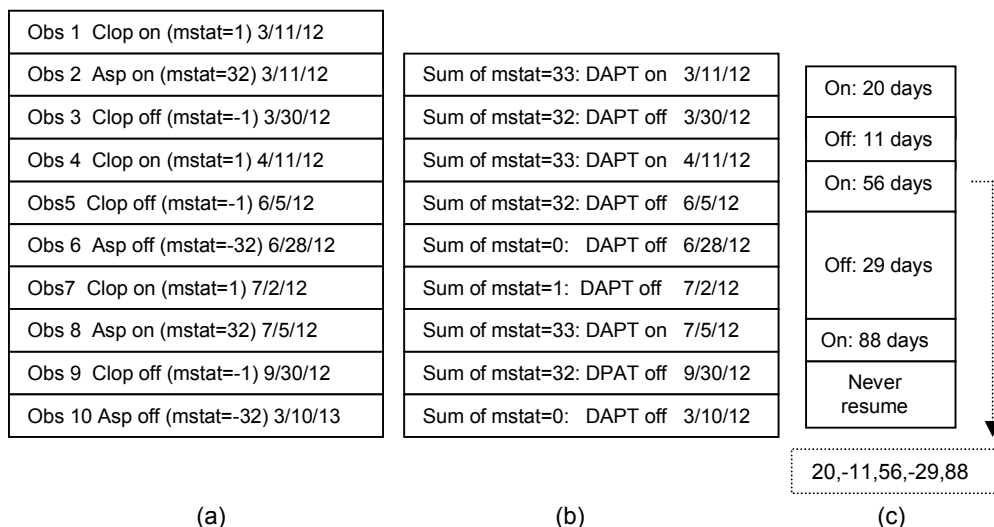 Obs 1 Clop on (mstat=1) 3/11/12
Obs 2 Asp on (mstat=32) 3/11/12
Obs 3 Clop off (mstat=-1) 3/30/12
Obs 4 Clop on (mstat=1) 4/11/12
Obs5 Clop off (mstat=-1) 6/5/12
Obs 6 Asp off (mstat=-32) 6/28/12
Obs7 Clop on (mstat=1) 7/2/12
Obs 8 Asp on (mstat=32) 7/5/12
Obs 9 Clop off (mstat=-1) 9/30/12
Obs 10 Asp off (mstat=-32) 3/10/13
(a)
Sum of mstat=33: DAPT on 3/11/12
Sum of mstat=32: DAPT off 3/30/12
Sum of mstat=33: DAPT on 4/11/12
Sum of mstat=32: DAPT off 6/5/12
Sum of mstat=0: DAPT off 6/28/12
Sum of mstat=1: DAPT off 7/2/12
Sum of mstat=33: DAPT on 7/5/12
Sum of mstat=32: DPAT off 9/30/12
Sum of mstat=0: DAPT off 3/10/12
(b)
On: 20 days
Off: 11 days
On: 56 days
Off: 29 days
On: 88 days
Never
resume
20,-11,56,-29,88
(c)